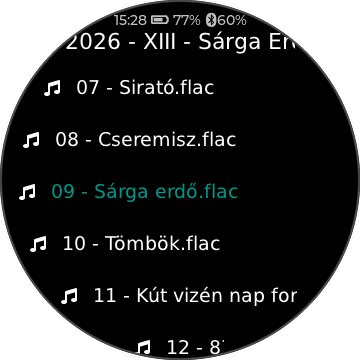 15:28 77% 60%
2026 - XIII - Sárga
07 - Sirató.flac
08 - Cseremisz.flac
09 - Sárga erdő.flac
10 - Tömbök.flac
11 - Kút vizén nap for
12 - 8